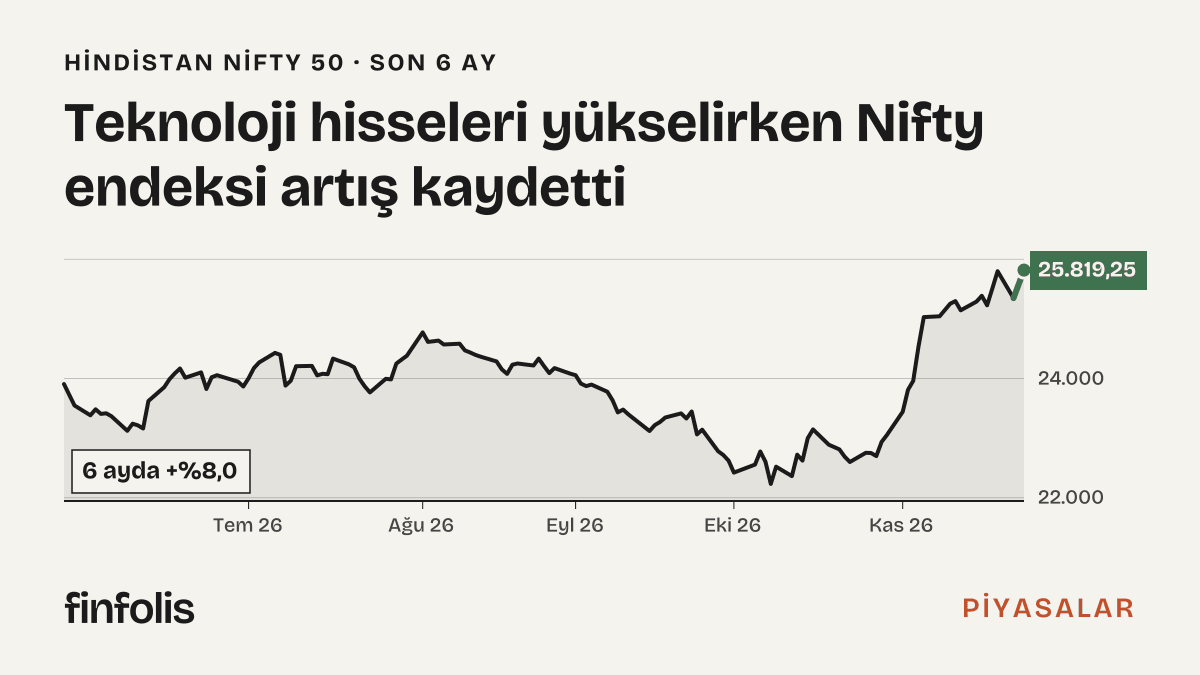 HİNDİSTAN NİFTY 50 · SON 6 AY
Teknoloji hisseleri yükselirken Nifty
endeksi artış kaydetti
25.819,25
24.000
6 ayda +%8,0
22.000
Tem 26 Ağu 26 Eyl 26 Eki 26 Kas 26
finfolis
PİYASALAR